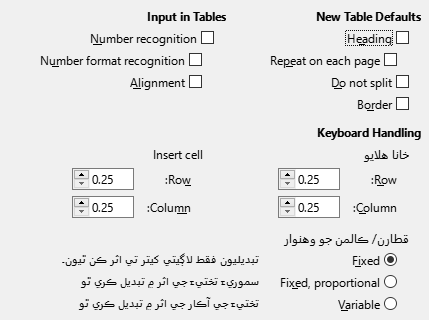 New Table Defaults
Heading
Repeat on each page
Do not split
Border
Input in Tables
Number recognition
Number format recognition
Alignment
Keyboard Handling
خانا هلايو
Row:
0.25
Column:
0.25
Insert cell
Row:
0.25
Column:
0.25
قطارن/ ڪالمن جو وهنوار
Fixed
تبديليون فقط لاڳيتي کيتر تي اثر ڪن ٿيون۔
Fixed, proportional
سموريءَ تختيءَ جي اثر ۾ تبديل ڪري ٿو
Variable
تختيءَ جي آڪار جي اثر ۾ تبديل ڪري ٿو